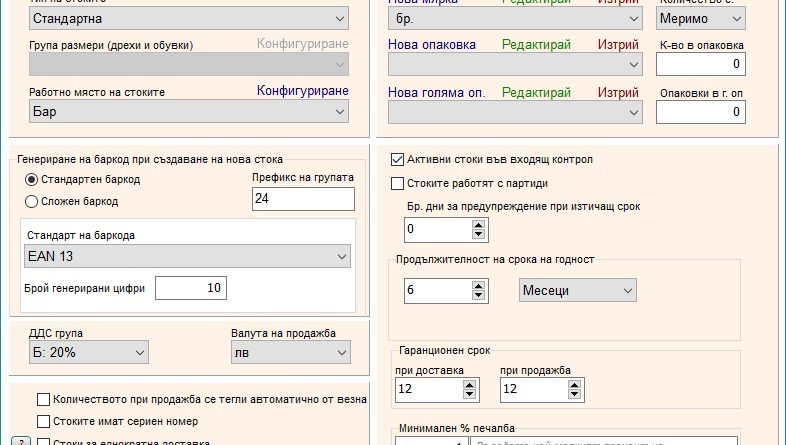 Тип на стоките
Стандартна
Група размери (дрехи и обувки) Конфигуриране
Работно място на стоките Конфигуриране
Бар
Нова мярка Редактирай Изтрий Количество с.
бр. Меримо
Нова опаковка Редактирай Изтрий К-во в опаковка
0
Нова голяма оп. Редактирай Изтрий Опаковки в г. оп
0
Генериране на баркод при създаване на нова стока
Стандартен баркод Префикс на групата
Сложен баркод 24
Стандарт на баркода
EAN 13
Брой генерирани цифри 10
ДДС група Валута на продажба
Б: 20% лв
Количеството при продажба се тегли автоматично от везна
Стоките имат сериен номер
? Стоки за еднократна доставка
Активни стоки във входящ контрол
Стоките работят с партиди
Бр. дни за предупреждение при изтичащ срок
0
Продължителност на срока на годност
6 Месеци
Гаранционен срок
при доставка при продажба
12 12
Минимален % печалба